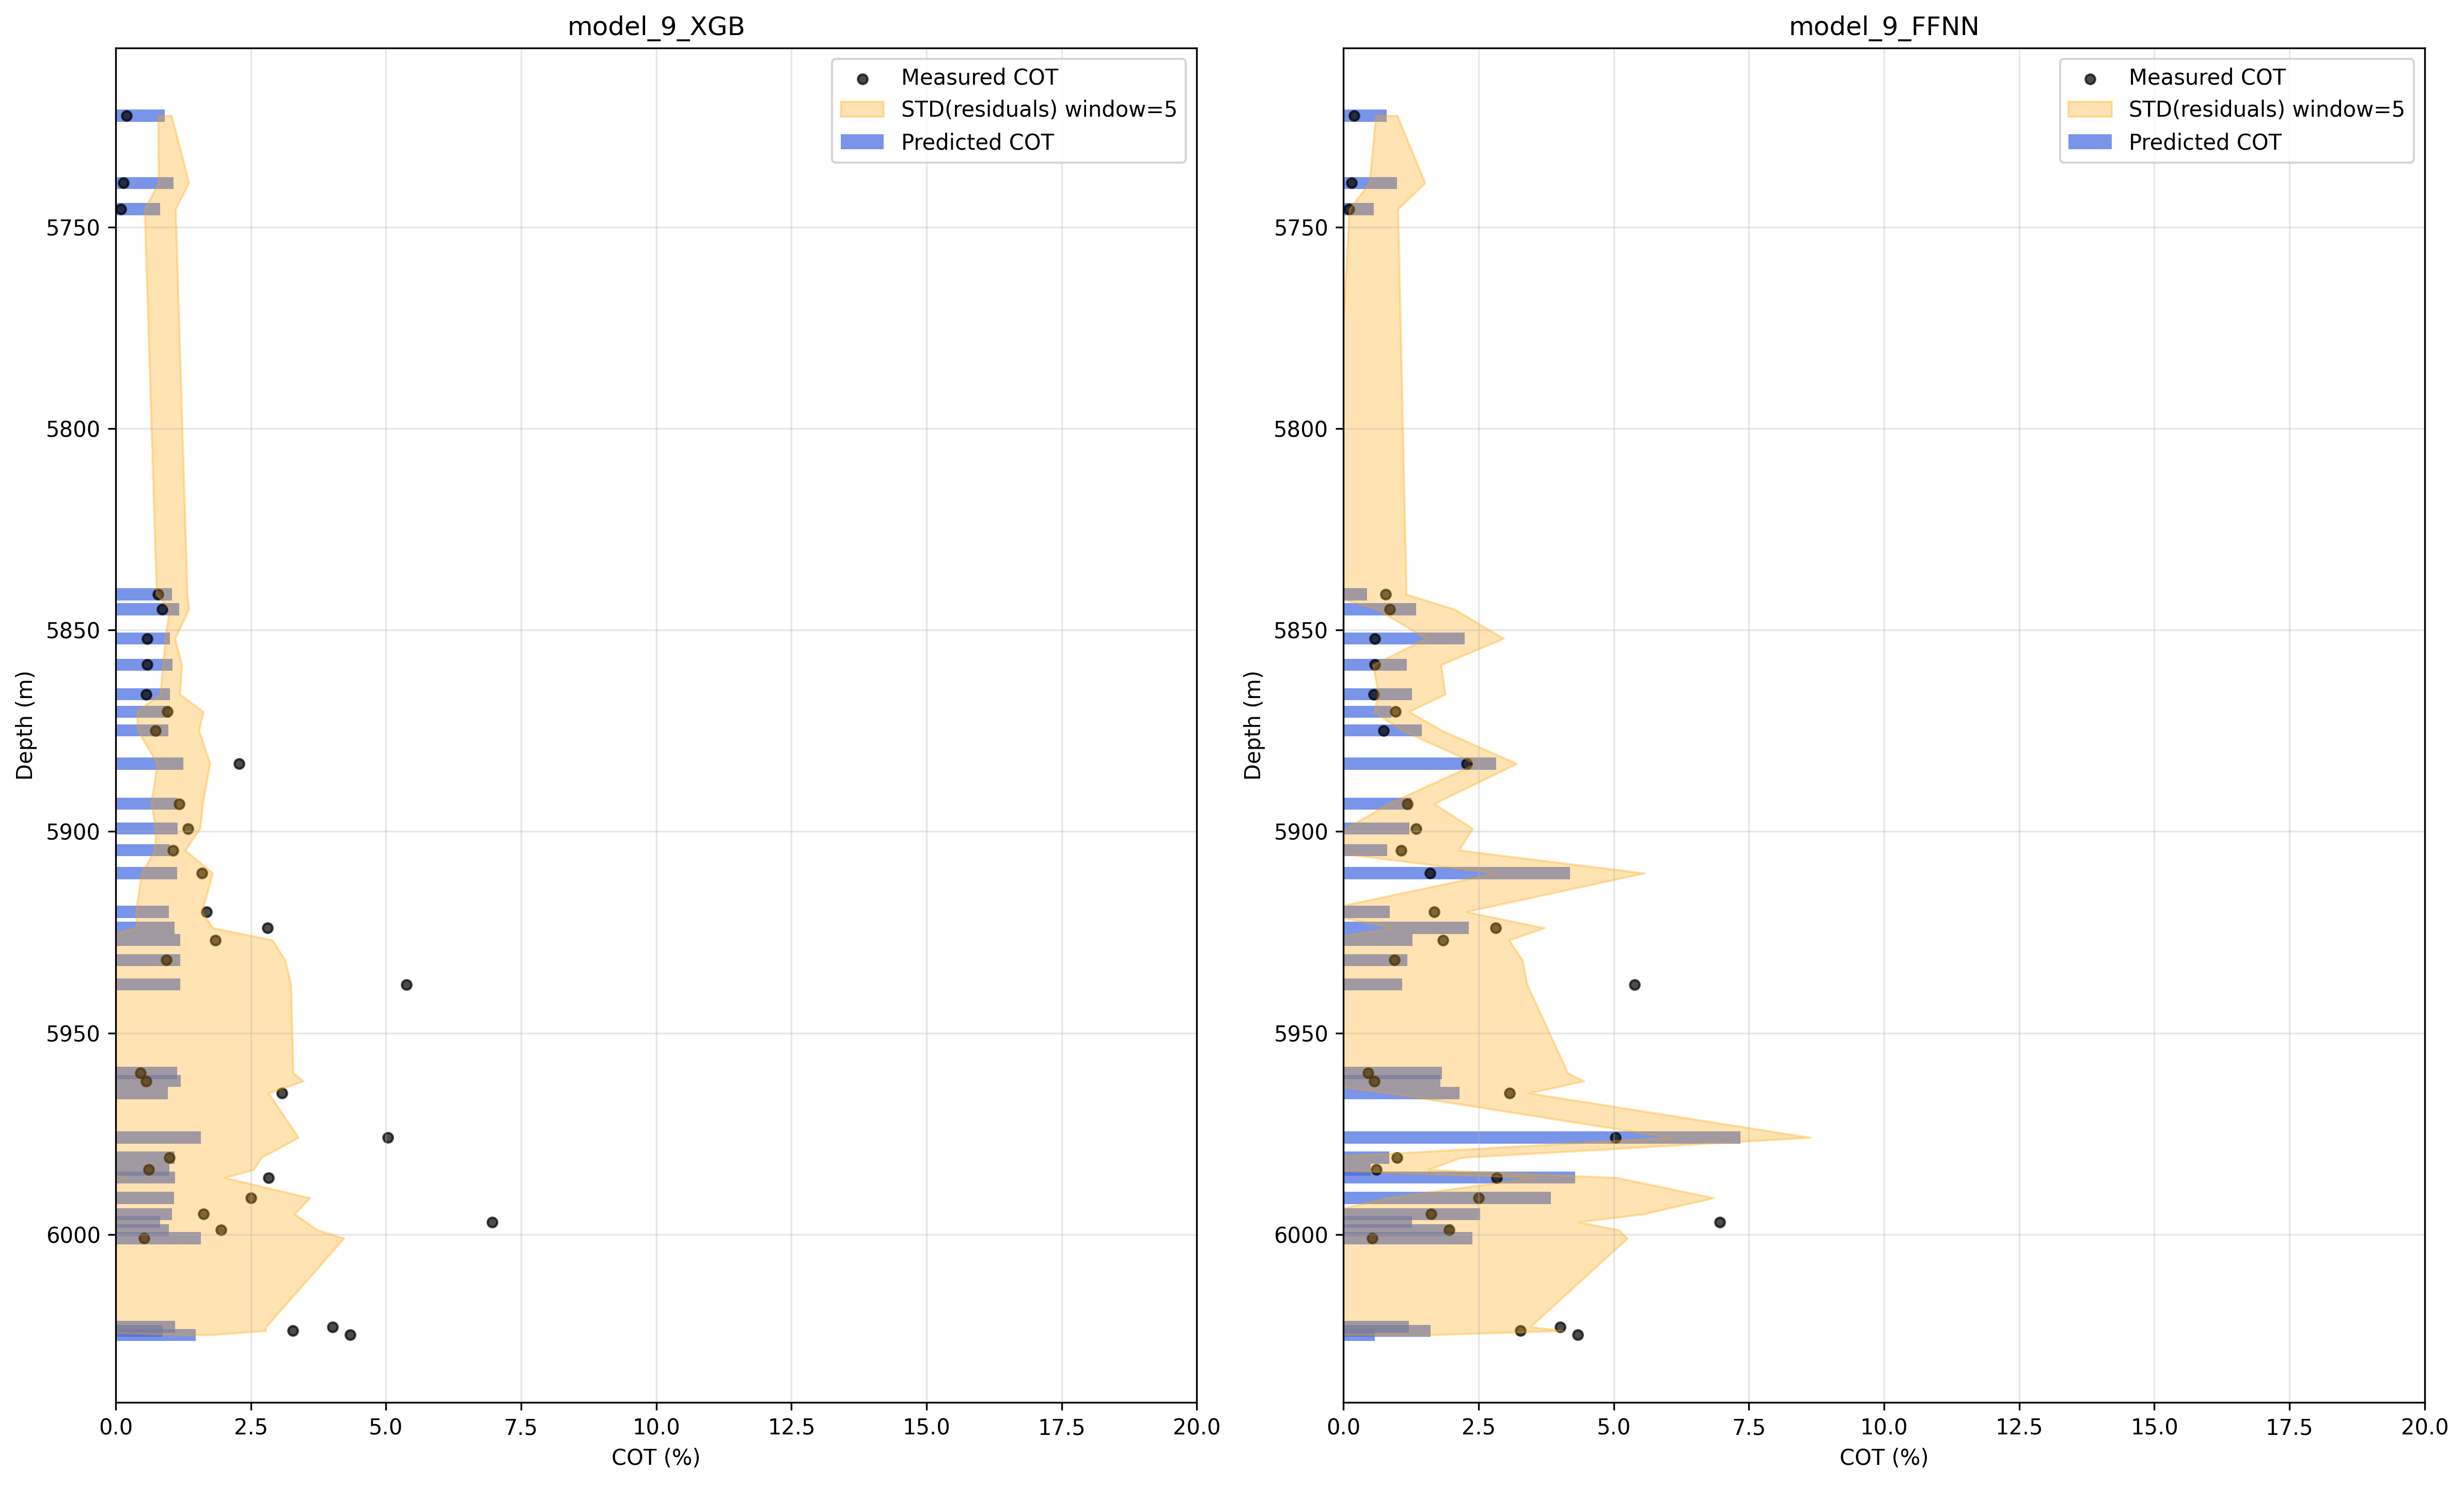 model_9_XGB
Measured COT
STD(residuals) window=5
Predicted COT
5750
5800
5850
5900
5950
6000
Depth (m)
0.0 2.5 5.0 7.5 10.0 12.5 15.0 17.5 20.0
COT (%)
model_9_FFNN
Measured COT
STD(residuals) window=5
Predicted COT
5750
5800
5850
5900
5950
6000
Depth (m)
0.0 2.5 5.0 7.5 10.0 12.5 15.0 17.5 20.0
COT (%)